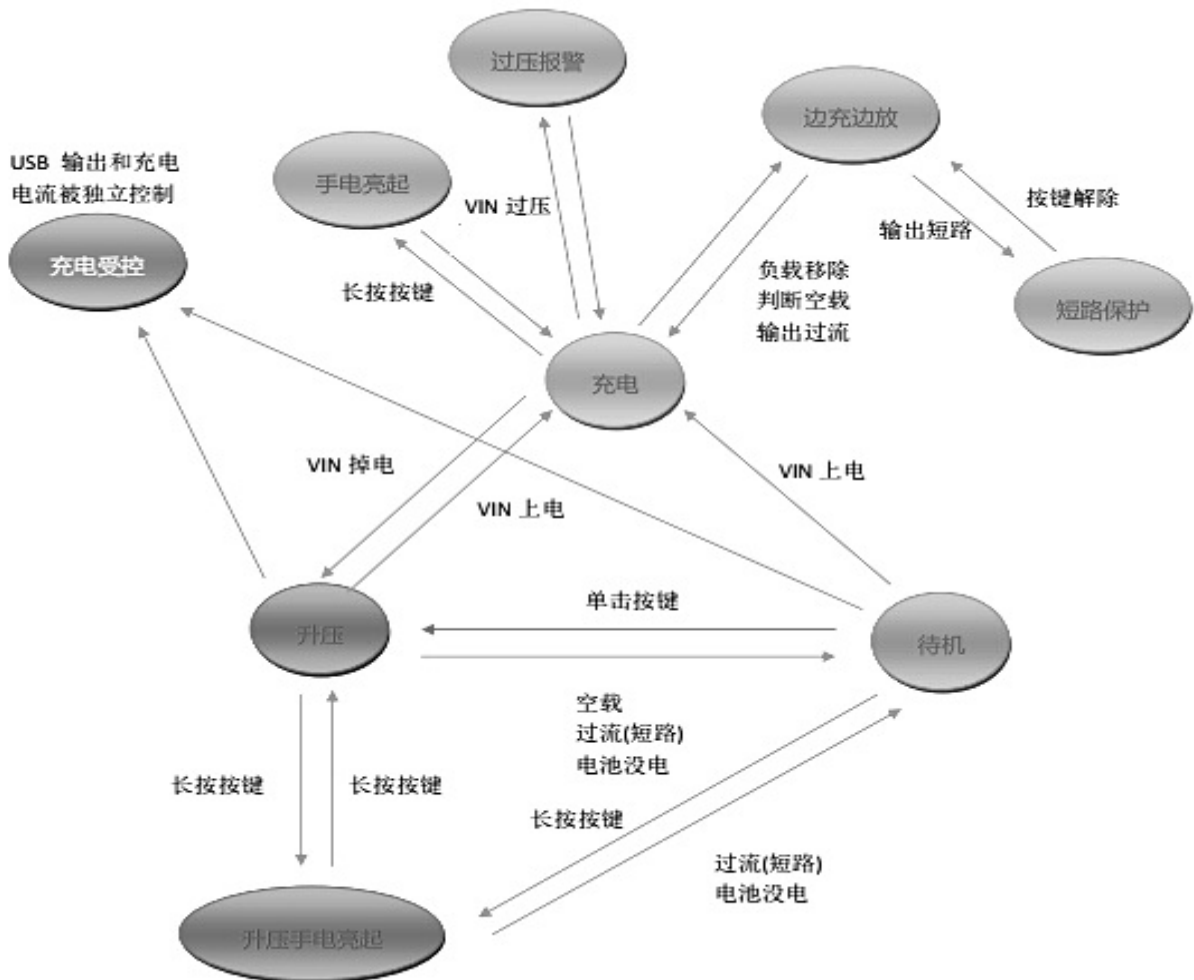 过压报警
边充边放
USB 输出和充电
电流被独立控制
手电亮起
VIN 过压
按键解除
输出短路
充电受控
长按按键
负载移除
判断空载
输出过流
短路保护
充电
VIN 掉电
VIN 上电
VIN 上电
单击按键
升压
待机
空载
过流(短路)
电池没电
长按按键
长按按键
长按按键
过流(短路)
电池没电
升压手电亮起